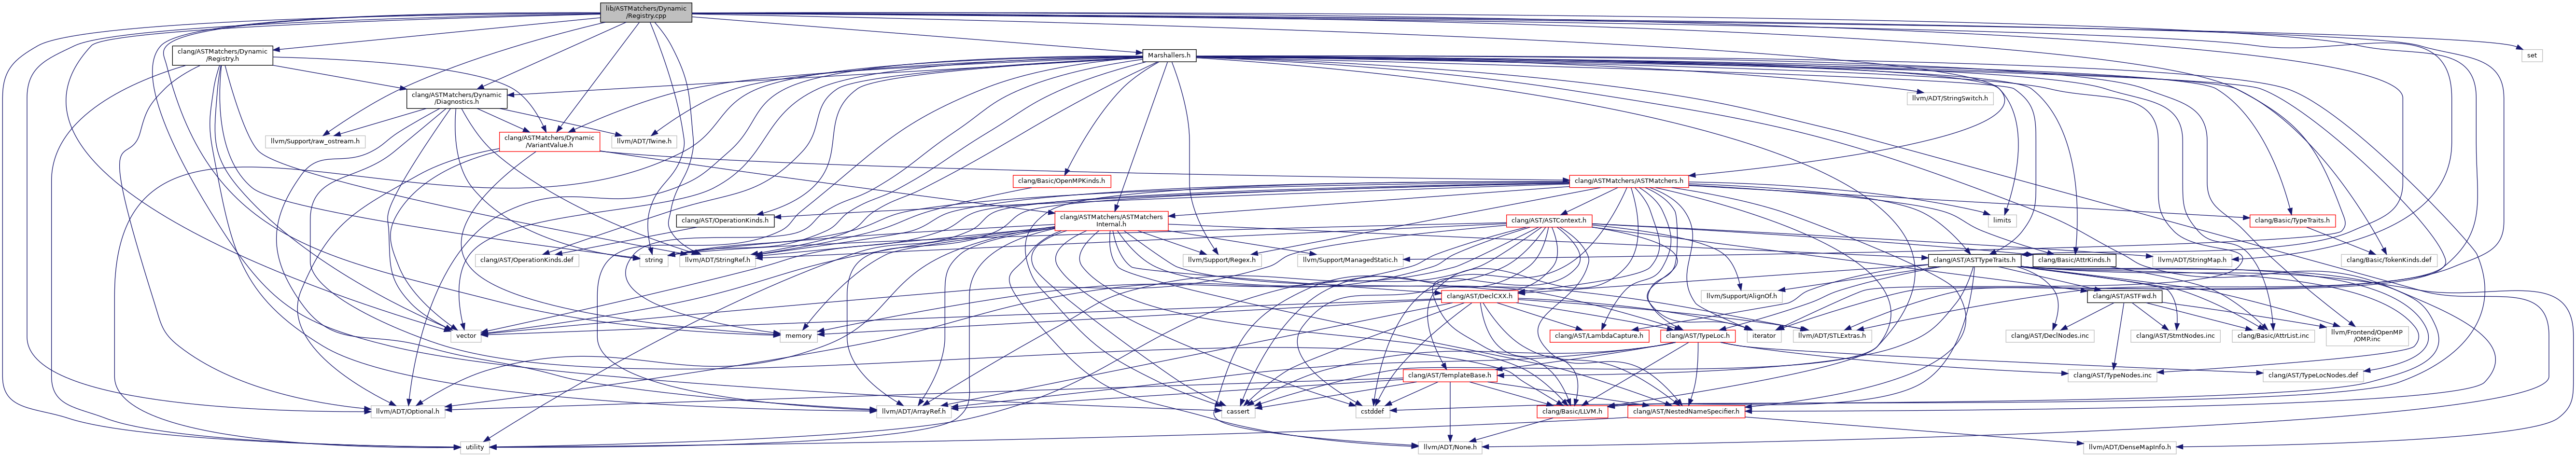 lib/ASTMatchers/Dynamic
/Registry.cpp
clang/ASTMatchers/Dynamic
/Registry.h
Marshallers.h
set
clang/ASTMatchers/Dynamic
/Diagnostics.h
llvm/ADT/StringSwitch.h
llvm/Support/raw_ostream.h
clang/ASTMatchers/Dynamic
/VariantValue.h
llvm/ADT/Twine.h
clang/Basic/OpenMPKinds.h
clang/ASTMatchers/ASTMatchers.h
clang/AST/OperationKinds.h
clang/ASTMatchers/ASTMatchers
Internal.h
clang/AST/ASTContext.h
limits
clang/Basic/TypeTraits.h
clang/AST/OperationKinds.def
string
llvm/ADT/StringRef.h
llvm/Support/Regex.h
llvm/Support/ManagedStatic.h
clang/AST/ASTTypeTraits.h
clang/Basic/AttrKinds.h
llvm/ADT/StringMap.h
clang/Basic/TokenKinds.def
clang/AST/DeclCXX.h
llvm/Support/AlignOf.h
clang/AST/ASTFwd.h
vector
memory
clang/AST/LambdaCapture.h
clang/AST/TypeLoc.h
iterator
llvm/ADT/STLExtras.h
clang/AST/DeclNodes.inc
clang/AST/StmtNodes.inc
clang/Basic/AttrList.inc
llvm/Frontend/OpenMP
/OMP.inc
clang/AST/TemplateBase.h
clang/AST/TypeNodes.inc
clang/AST/TypeLocNodes.def
llvm/ADT/Optional.h
llvm/ADT/ArrayRef.h
cassert
cstddef
clang/Basic/LLVM.h
clang/AST/NestedNameSpecifier.h
utility
llvm/ADT/None.h
llvm/ADT/DenseMapInfo.h